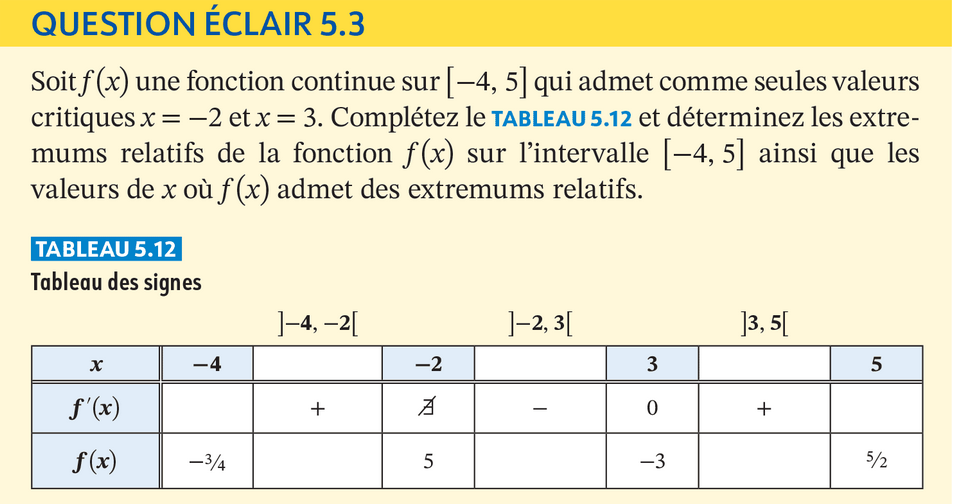 QUESTION ÉCLAIR 5.3
Soit f(x) une fonction continue sur [−4, 5] qui admet comme seules valeurs
critiques x = −2 et x = 3. Complétez le TABLEAU 5.12 et déterminez les extre-
mums relatifs de la fonction f(x) sur l’intervalle [−4, 5] ainsi que les
valeurs de x où f(x) admet des extremums relatifs.
TABLEAU 5.12
Tableau des signes
]−4, −2[ ]−2, 3[ ]3, 5[
x −4 −2 3 5
f′(x) + ∄ − 0 +
f(x) −3/4 5 −3 5/2